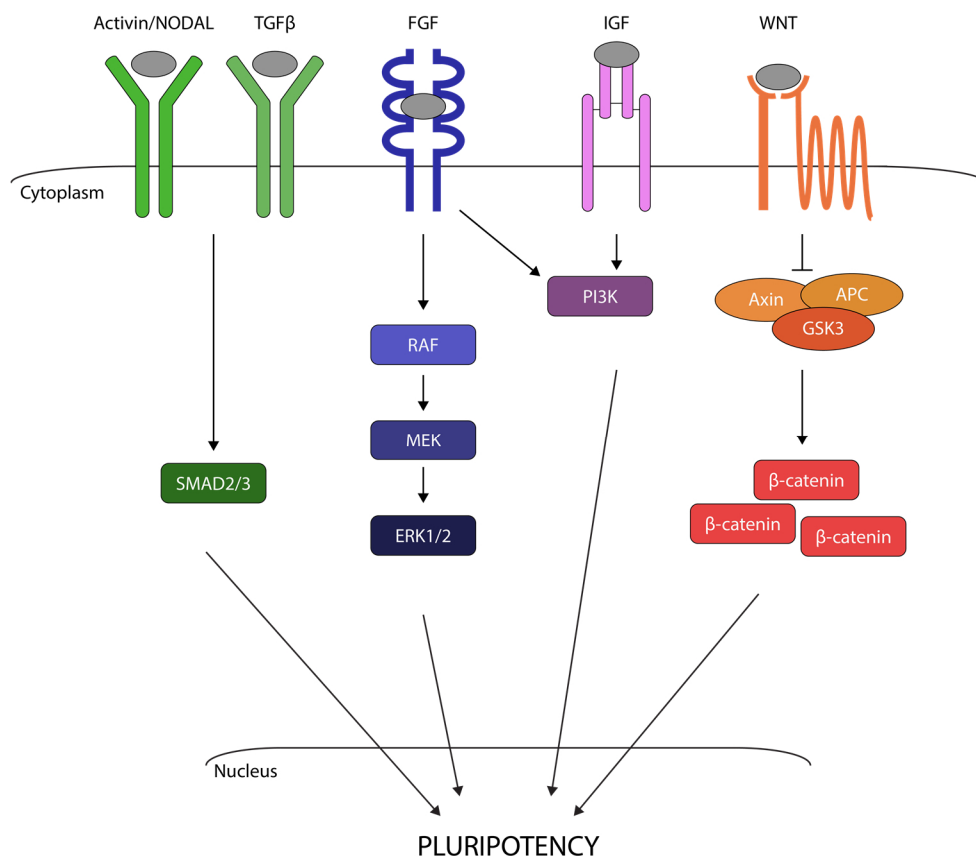 Activin/NODAL
TGFβ
FGF
IGF
WNT
Cytoplasm
PI3K
Axin
APC
GSK3
RAF
MEK
SMAD2/3
β-catenin
β-catenin
β-catenin
ERK1/2
Nucleus
PLURIPOTENCY